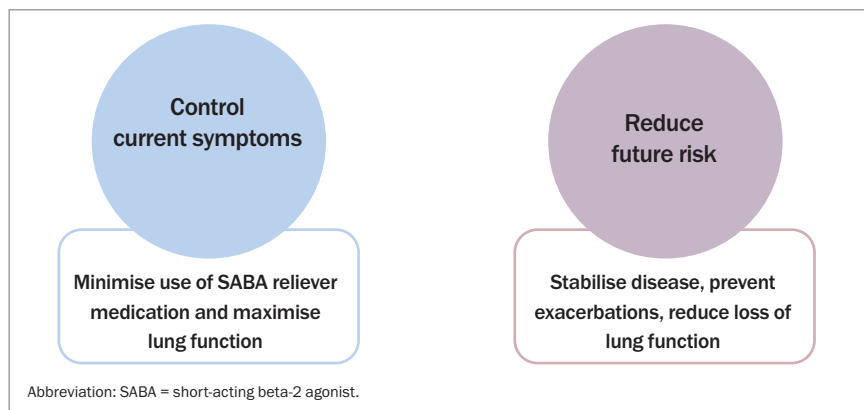 Control
current symptoms
Minimise use of SABA reliever
medication and maximise
lung function
Reduce
future risk
Stabilise disease, prevent
exacerbations, reduce loss of
lung function
Abbreviation: SABA = short-acting beta-2 agonist.